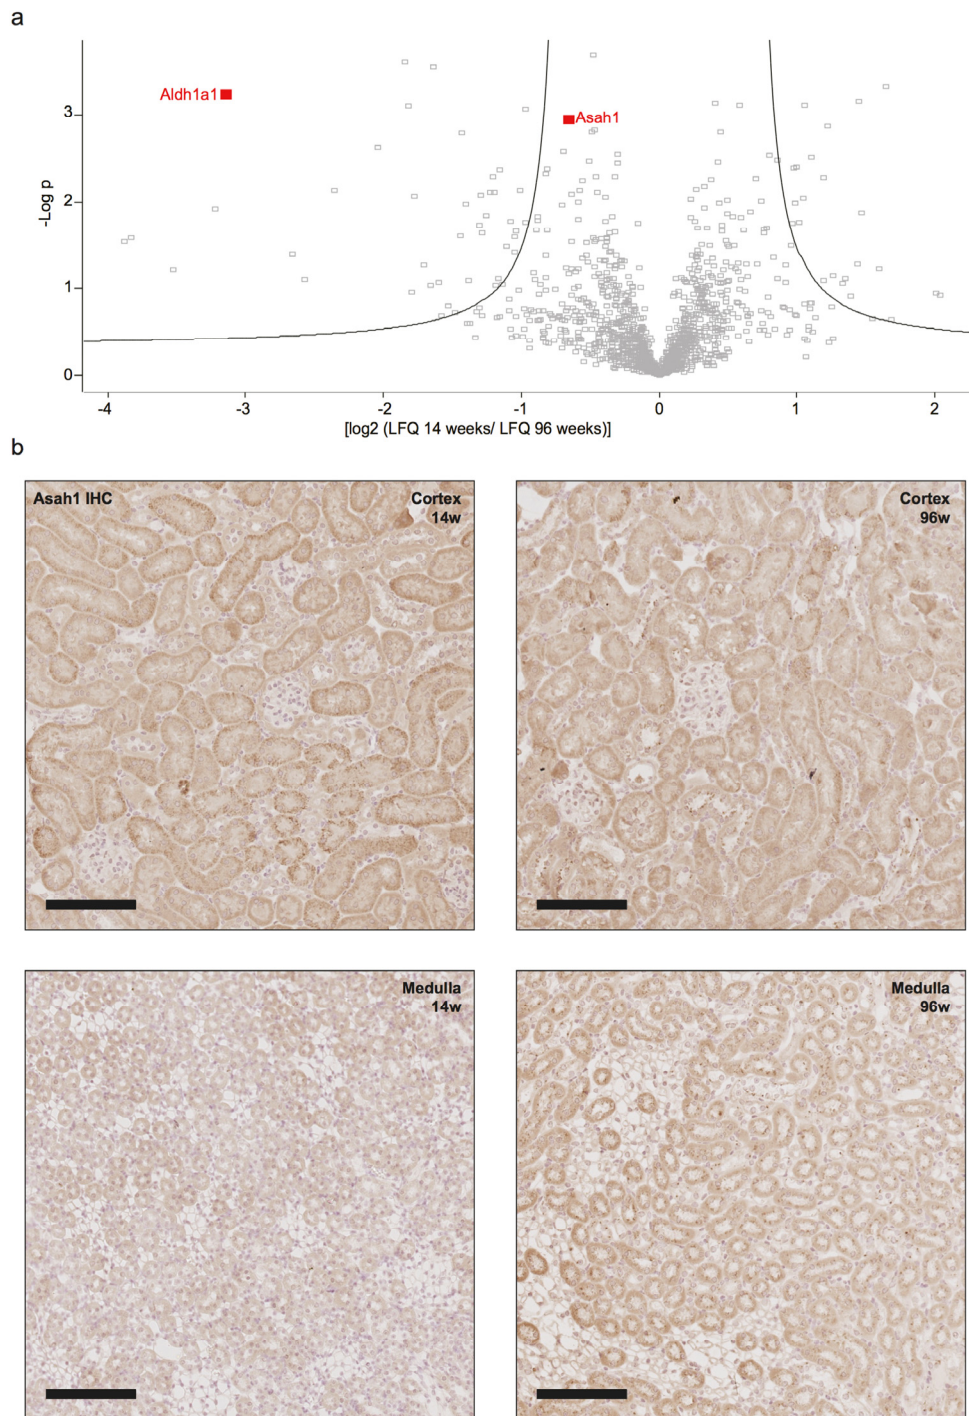 a
Aldh1a1
Asah1
-Log p
3
2
1
0
-4 -3 -2 -1 0 1 2
[log2 (LFQ 14 weeks/ LFQ 96 weeks)]
b
Asah1 IHC
Cortex
14w
Cortex
96w
Medulla
14w
Medulla
96w